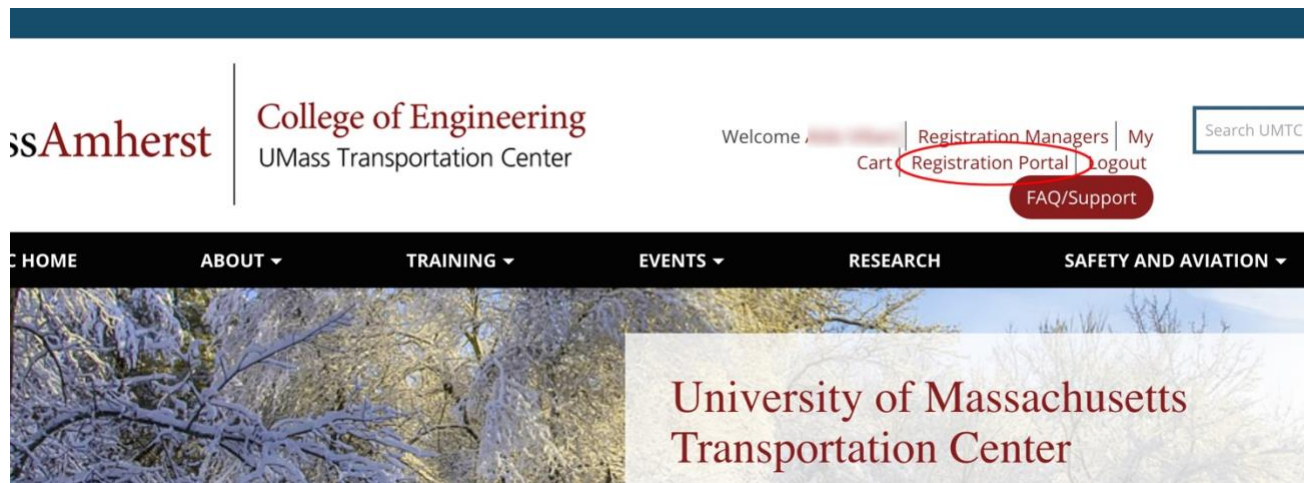 ssAmherst
College of Engineering
UMass Transportation Center
Welcome
Registration Managers
My
Cart
Registration Portal
Logout
FAQ/Support
Search UMTC
HOME
ABOUT
TRAINING
EVENTS
RESEARCH
SAFETY AND AVIATION
University of Massachusetts
Transportation Center